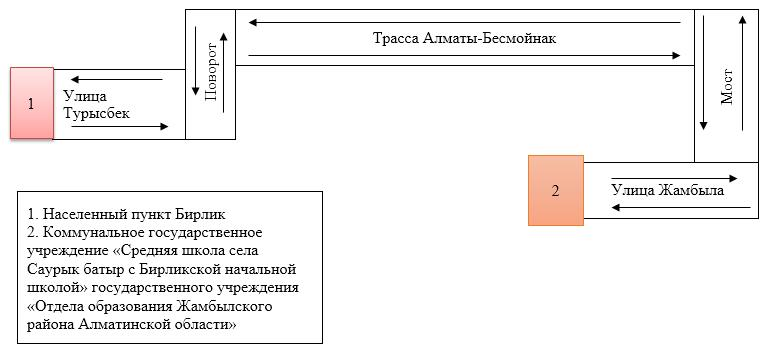 Трасса Алматы-Бесмойнак
Поворот
Мост
1
Улица
Турысбек
2
Улица Жамбыла
1. Населенный пункт Бирлик
2. Коммунальное государственное
учреждение «Средняя школа села
Саурык батыр с Бирликской начальной
школой» государственного учреждения
«Отдела образования Жамбылского
района Алматинской области»